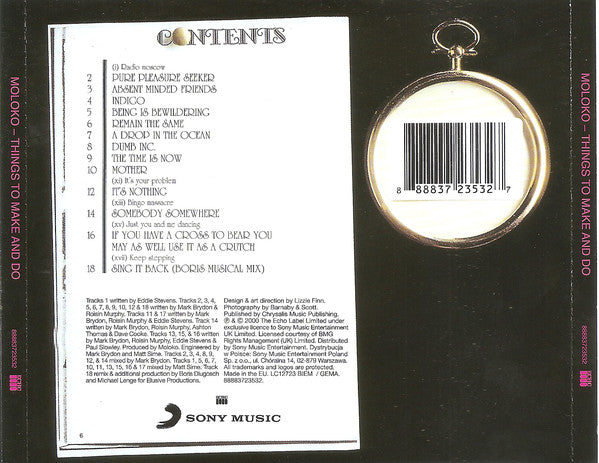 CONTENTS
(i) Radio moscow
2 PURE PLEASURE SEEKER
3 ABSENT MINDED FRIENDS
4 INDIGO
5 BEING IS BEWILDERING
6 REMAIN THE SAME
7 A DROP IN THE OCEAN
8 DUMB INC.
9 THE TIME IS NOW
10 MOTHER
(xi) It's your problem
12 IT'S NOTHING
(xiii) Bingo massacre
14 SOMEBODY SOMEWHERE
(xv) Just you and me dancing
16 IF YOU HAVE A CROSS TO BEAR YOU
MAY AS WELL USE IT AS A CRUTCH
(xvii) Keep stepping
18 SING IT BACK (BORIS MUSICAL MIX)
Tracks 1 written by Eddie Stevens. Tracks 2, 3, 4,
5, 6, 7, 8, 9, 10, 12 & 18 written by Mark Brydon &
Roisin Murphy. Tracks 11 & 17 written by Mark
Brydon, Roisin Murphy & Eddie Stevens. Track 14
written by Mark Brydon, Roisin Murphy, Ashton
Thomas & Dave Cooke. Tracks 13, 15, & 16 written
by Mark Brydon, Roisin Murphy, Eddie Stevens &
Paul Slowley. Produced by Moloko. Engineered by
Mark Brydon and Matt Sime. Tracks 2, 3, 4, 8, 9,
12, & 14 mixed by Mark Brydon. Tracks 1, 5, 6, 7,
10, 11, 13, 15, 16 & 17 mixed by Matt Sime. Track
18 remix & additional production by Boris Dlugosch
and Michael Lenge for Elusive Productions.
Design & art direction by Lizzie Finn.
Photography by Barnaby & Scott.
Published by Chrysalis Music Publishing.
℗ & © 2000 The Echo Label Limited under
exclusive licence to Sony Music Entertainment
UK Limited. Licensed courtesy of BMG
Rights Management (UK) Limited. Distributed
by Sony Music Entertainment. Dystrybucja
w Polsce: Sony Music Entertainment Poland
Sp. z o.o., ul. Chóralna 14, 02-879 Warszawa.
All trademarks and logos are protected.
Made in the EU. LC12723 BIEM / GEMA.
88883723532
SONY MUSIC
6
8 88837 23532 7
MOLOKO – THINGS TO MAKE AND DO
88883723532
MOLOKO – THINGS TO MAKE AND DO
88883723532